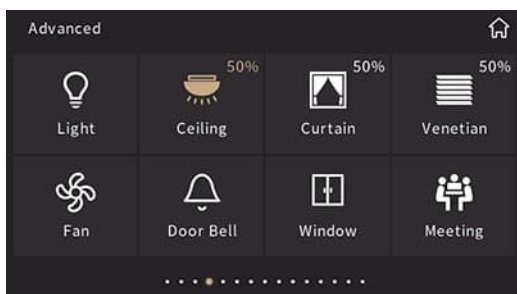 Advanced
50% 50% 50%
Light Ceiling Curtain Venetian
Fan Door Bell Window Meeting